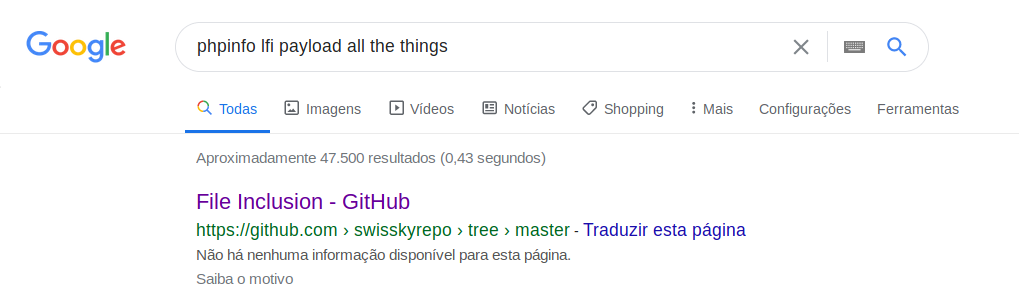 Google phpinfo lfi payload all the things
Todas Imagens Vídeos Notícias Shopping Mais Configurações Ferramentas
Aproximadamente 47.500 resultados (0,43 segundos)
File Inclusion - GitHub
https://github.com › swisskyrepo › tree › master - Traduzir esta página
Não há nenhuma informação disponível para esta página.
Saiba o motivo